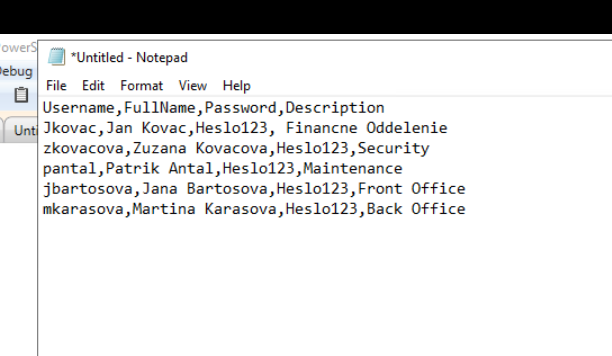 PowerS
*Untitled - Notepad
Debug
File Edit Format View Help
Username,FullName,Password,Description
Jkovac,Jan Kovac,Heslo123, Financne Oddelenie
Unti
zkovacova,Zuzana Kovacova,Heslo123,Security
pantal,Patrik Antal,Heslo123,Maintenance
jbartosova,Jana Bartosova,Heslo123,Front Office
mkarasova,Martina Karasova,Heslo123,Back Office